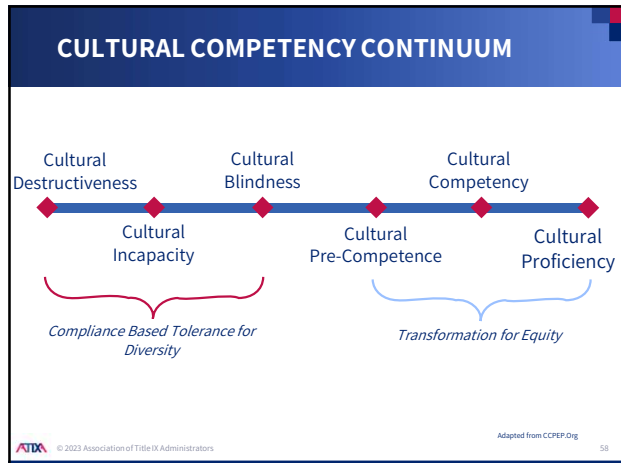 CULTURAL COMPETENCY CONTINUUM
Cultural
Destructiveness
Cultural
Incapacity
Cultural
Blindness
Cultural
Pre-Competence
Cultural
Competency
Cultural
Proficiency
Compliance Based Tolerance for
Diversity
Transformation for Equity
Adapted from CCPEP.Org
ATIXA © 2023 Association of Title IX Administrators
58